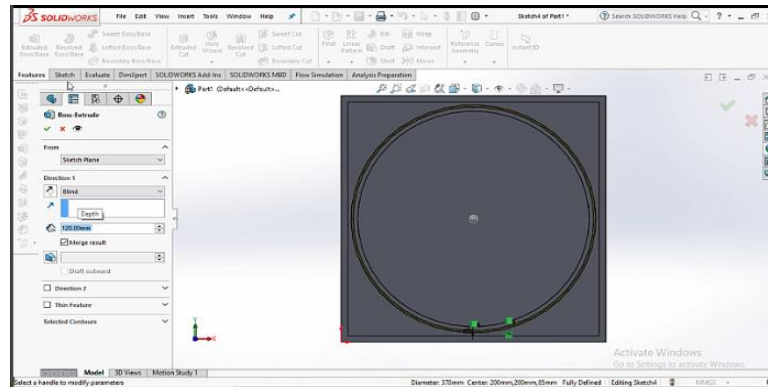 SOLIDWORKS File Edit View Insert Tools Window Help Sketch4 of Part1 * Search SOLIDWORKS Help
Extruded Boss/Base Revolved Boss/Base Swept Boss/Base Lofted Boss/Base Boundary Boss/Base Extruded Cut Hole Wizard Revolved Cut Swept Cut Lofted Cut Boundary Cut Fillet Linear Pattern Rib Draft Shell Wrap Intersect Mirror Reference Geometry Curves Instant3D
Features Sketch Evaluate DimXpert SOLIDWORKS Add-Ins SOLIDWORKS MBD Flow Simulation Analysis Preparation
Part1 (Default<<Default>...
Boss-Extrude
From
Sketch Plane
Direction 1
Blind
Depth
120.00mm
Merge result
Draft outward
Direction 2
Thin Feature
Selected Contours
Y
X
Activate Windows
Go to Settings to activate Windows.
Model 3D Views Motion Study 1
Select a handle to modify parameters Diameter: 370mm Center: 200mm,200mm,85mm Fully Defined Editing Sketch4 MMGS